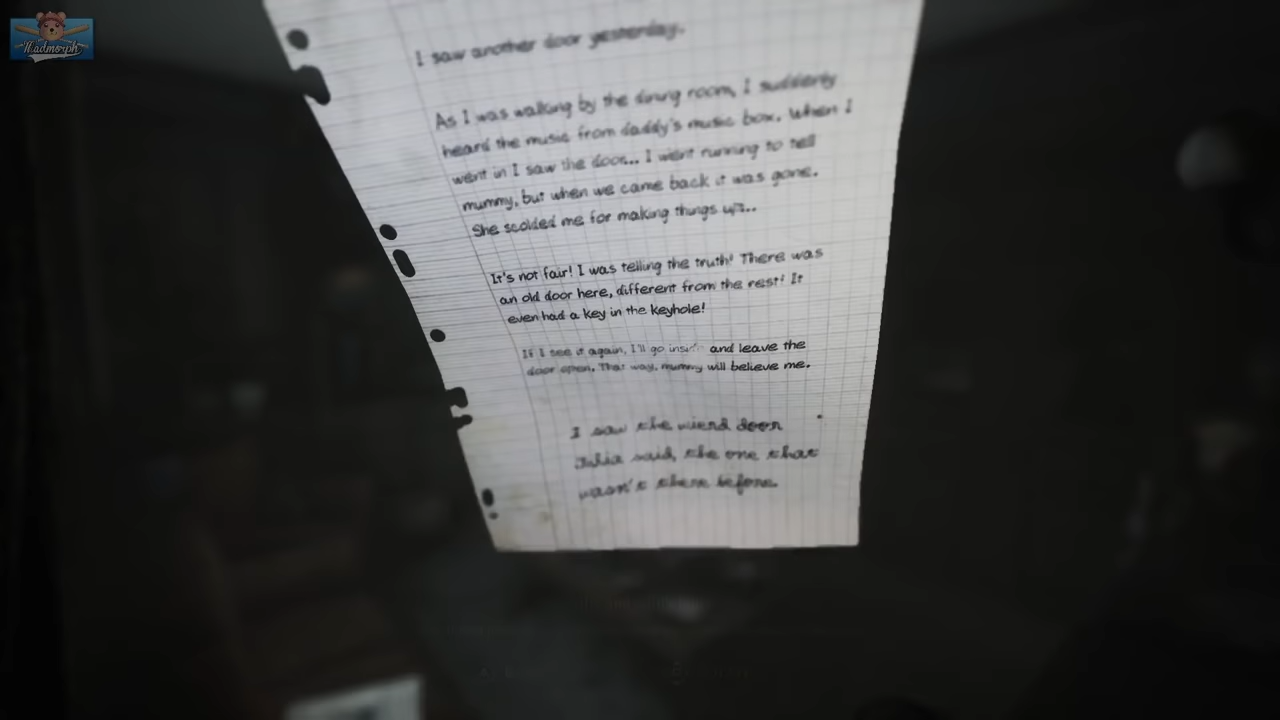 Madmorph
I saw another door yesterday.
As I was walking by the dining room, I suddenly
heard the music from daddy's music box. When I
went in I saw the door... I went running to tell
mummy, but when we came back it was gone.
She scolded me for making things up...
It's not fair! I was telling the truth! There was
an old door here, different from the rest! It
even had a key in the keyhole!
If I see it again, I'll go inside and leave the
door open. That way, mummy will believe me.
I saw the wierd door
Julia said, the one that
wasn't there before.